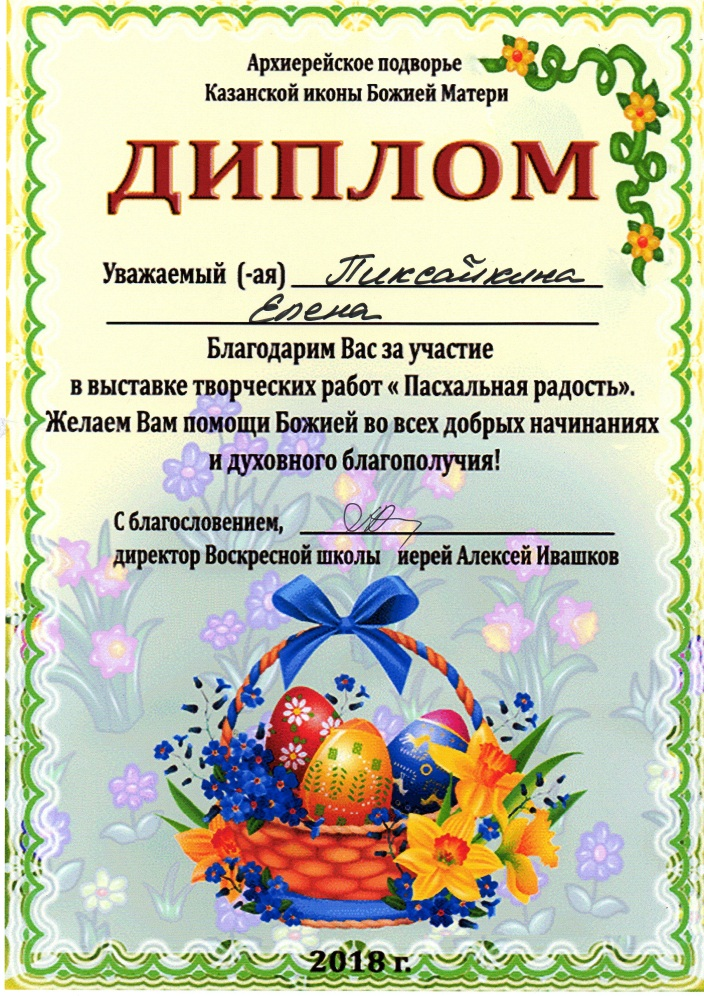 Архиерейское подворье
Казанской иконы Божией Матери
ДИПЛОМ
Уважаемый (-ая) Пиксайкина
Елена
Благодарим Вас за участие
в выставке творческих работ « Пасхальная радость».
Желаем Вам помощи Божией во всех добрых начинаниях
и духовного благополучия!
С благословением,
директор Воскресной школы иерей Алексей Ивашков
2018 г.